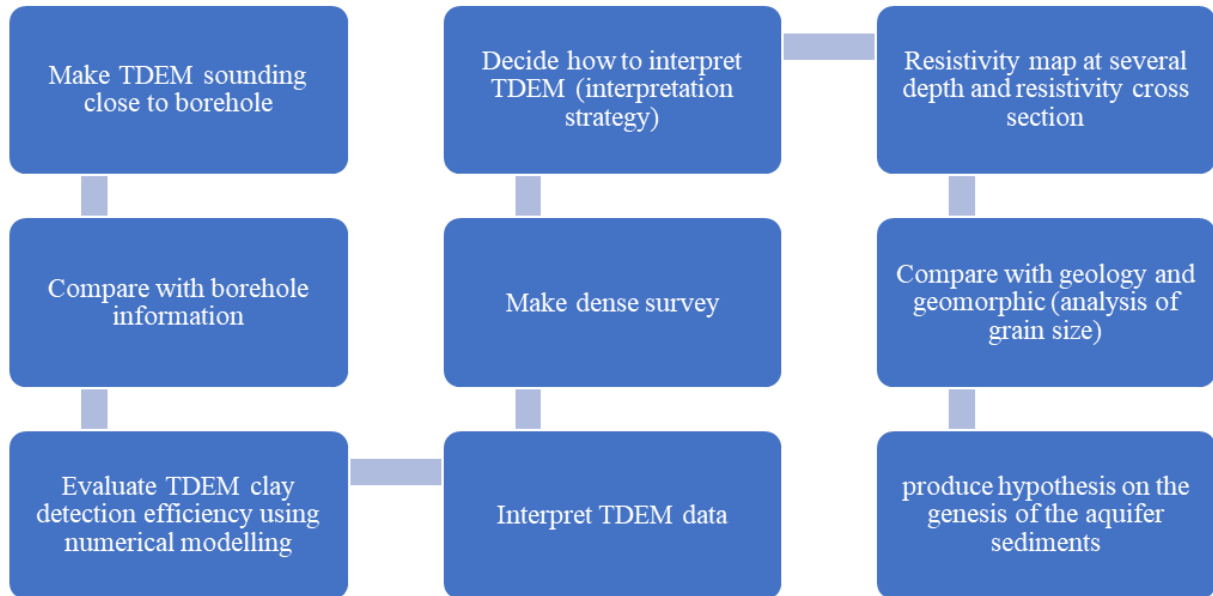 Make TDEM sounding
close to borehole
Compare with borehole
information
Evaluate TDEM clay
detection efficiency using
numerical modelling
Interpret TDEM data
Make dense survey
Decide how to interpret
TDEM (interpretation
strategy)
Resistivity map at several
depth and resistivity cross
section
Compare with geology and
geomorphic (analysis of
grain size)
produce hypothesis on the
genesis of the aquifer
sediments